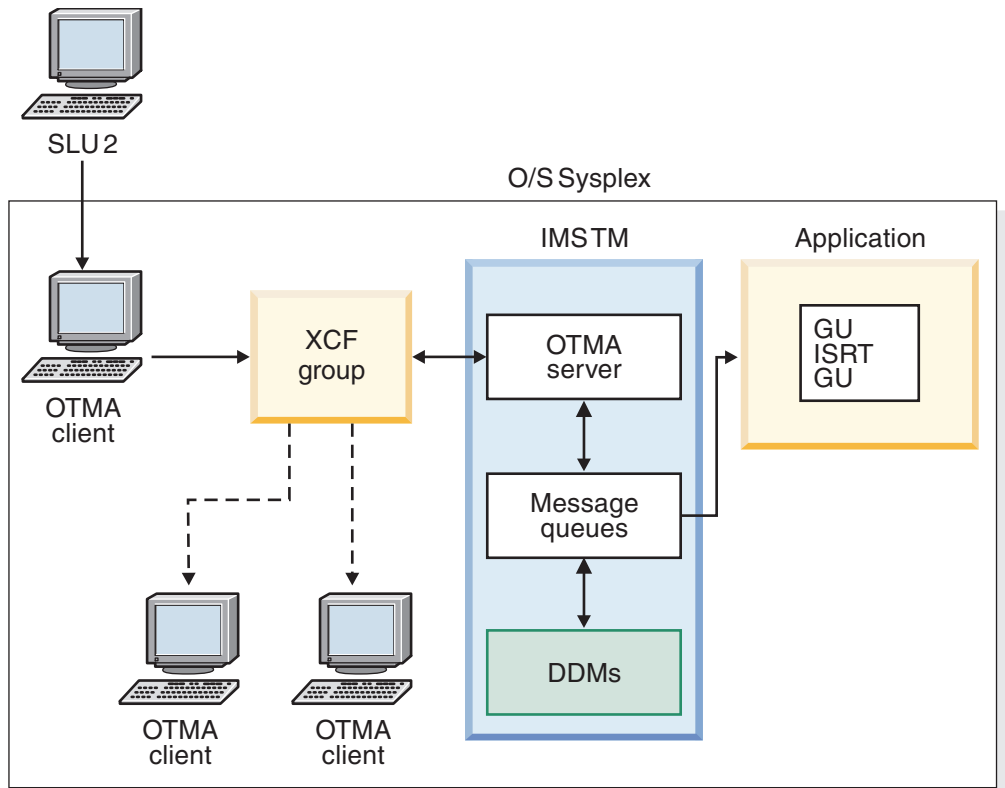 SLU 2
O/S Sysplex
IMS TM
Application
XCF
group
OTMA
server
GU
ISRT
GU
OTMA
client
Message
queues
DDMs
OTMA
client
OTMA
client